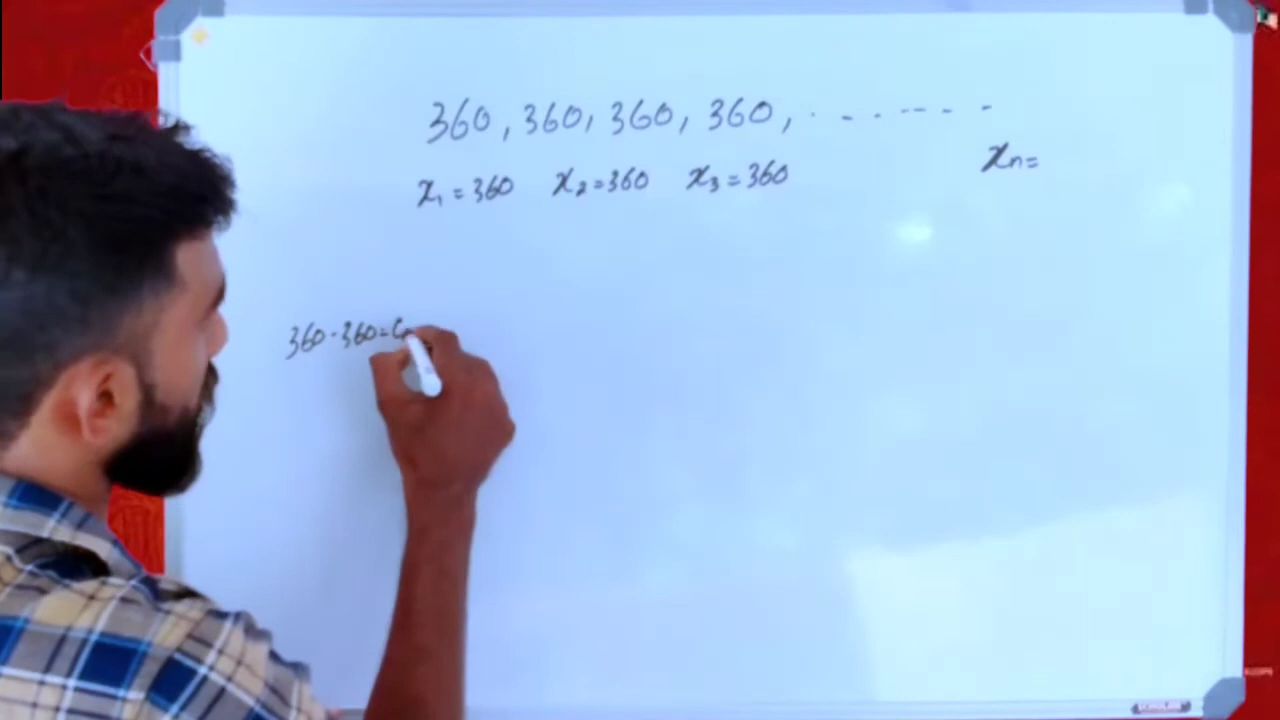 360, 360, 360, 360, . - . . - - - -
x₁ = 360 x₂ = 360 x₃ = 360 xₙ =
360 - 360 =